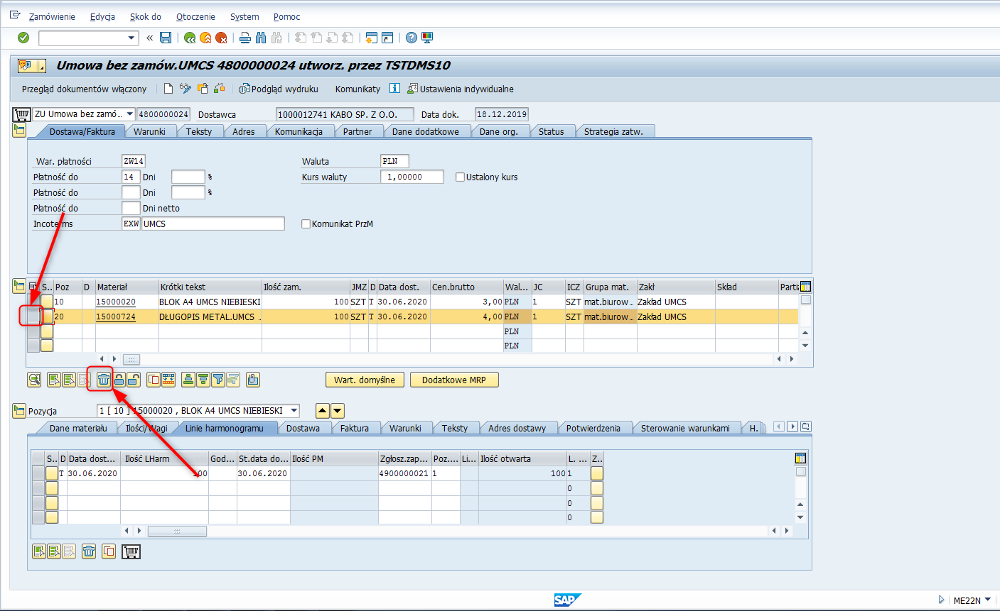 Zamówienie Edycja Skok do Otoczenie System Pomoc
Umowa bez zamów.UMCS 4800000024 utworz. przez TSTDMS10
Przegląd dokumentów włączony Podgląd wydruku Komunikaty Ustawienia indywidualne
ZU Umowa bez zamó… 4800000024 Dostawca 1000012741 KABO SP. Z O.O. Data dok. 18.12.2019
Dostawa/Faktura Warunki Teksty Adres Komunikacja Partner Dane dodatkowe Dane org. Status Strategia zatw.
War. płatności ZW14 Waluta PLN
Płatność do 14 Dni % Kurs waluty 1,00000 Ustalony kurs
Płatność do Dni %
Płatność do Dni netto
Incoterms EXW UMCS Komunikat PrzM
S.. Poz D Materiał Krótki tekst Ilość zam. JMZ D Data dost. Cen.brutto Wal... JC ICZ Grupa mat. Zakł Skład Partia
10 15000020 BLOK A4 UMCS NIEBIESKI 100 SZT T 30.06.2020 3,00 PLN 1 SZT mat.biurow… Zakład UMCS
20 15000724 DŁUGOPIS METAL.UMCS .. 100 SZT T 30.06.2020 4,00 PLN 1 SZT mat.biurow… Zakład UMCS
PLN
PLN
Wart. domyślne Dodatkowe MRP
Pozycja 1 [ 10 ] 15000020 , BLOK A4 UMCS NIEBIESKI
Dane materiału Ilości/Wagi Linie harmonogramu Dostawa Faktura Warunki Teksty Adres dostawy Potwierdzenia Sterowanie warunkami H.
S.. D Data dost... Ilość LHarm God... St.data do... Ilość PM Zgłosz.zap... Poz.... Li... Ilość otwarta L. ... Z..
T 30.06.2020 100 30.06.2020 4900000021 1 100 1
0
0
0
SAP ME22N